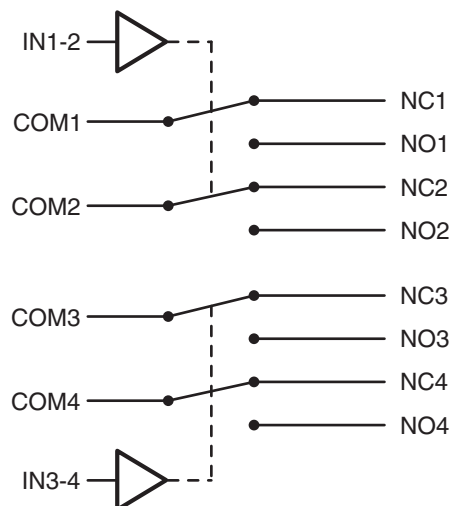 IN1-2
COM1
NC1
NO1
COM2
NC2
NO2
COM3
NC3
NO3
COM4
NC4
NO4
IN3-4